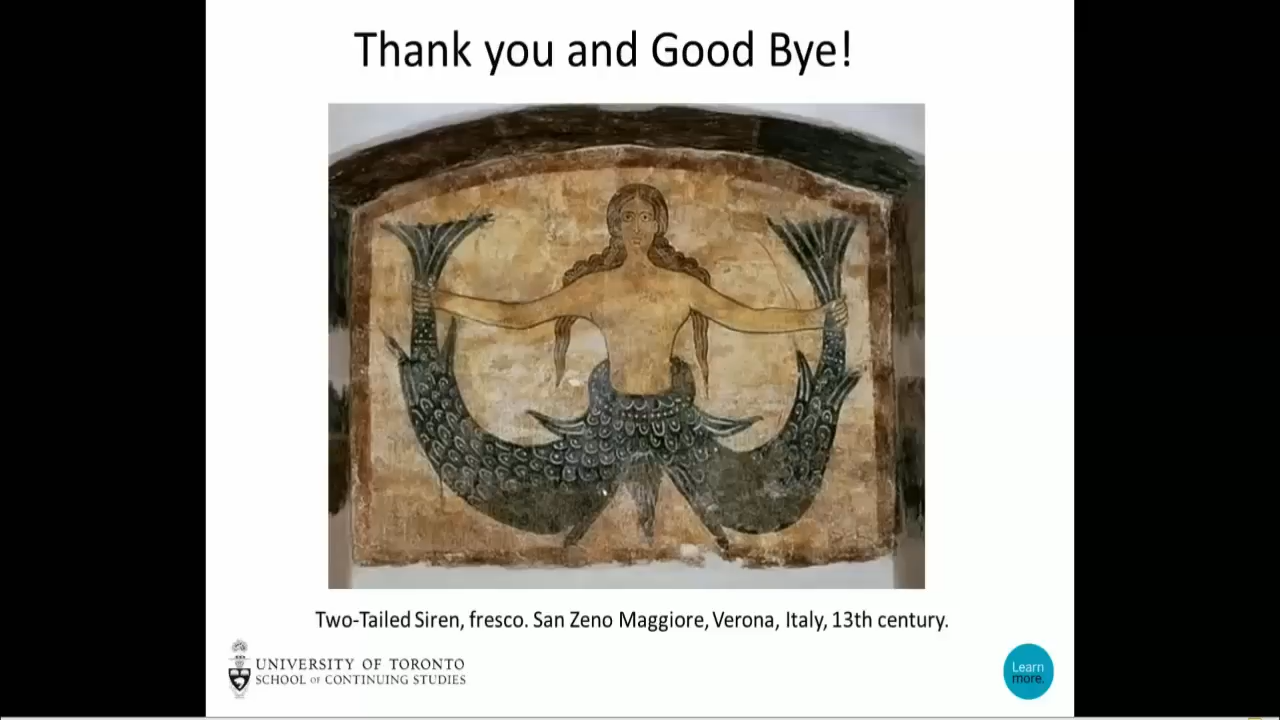 Thank you and Good Bye!
Two-Tailed Siren, fresco. San Zeno Maggiore, Verona, Italy, 13th century.
UNIVERSITY OF TORONTO
SCHOOL OF CONTINUING STUDIES
Learn
more.